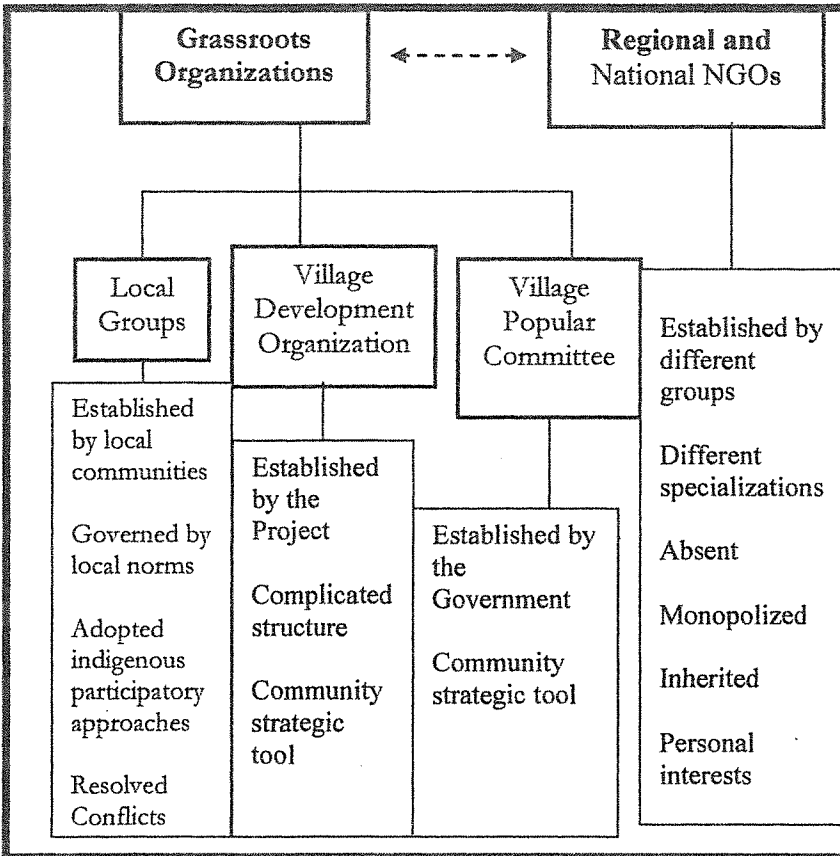 Grassroots
Organizations
Regional and
National NGOs
Local
Groups
Village
Development
Organization
Village
Popular
Committee
Established
by local
communities
Governed by
local norms
Adopted
indigenous
participatory
approaches
Resolved
Conflicts
Established
by the
Project
Complicated
structure
Community
strategic
tool
Established by
the
Government
Community
strategic tool
Established by
different
groups
Different
specializations
Absent
Monopolized
Inherited
Personal
interests